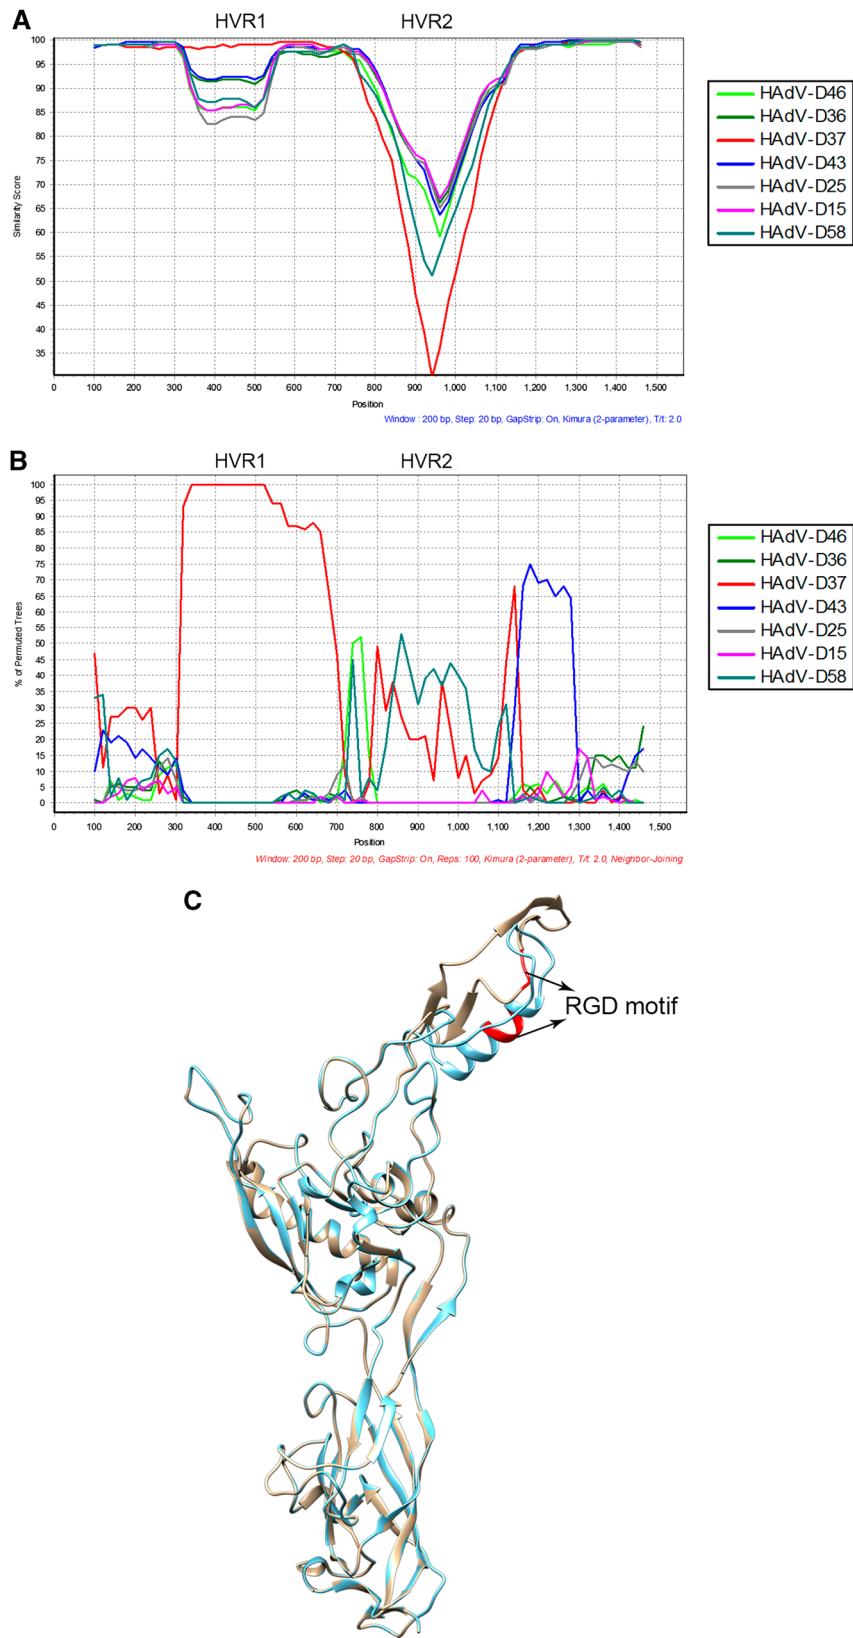 A
HVR1 HVR2
100
95
90
85
80
75
70
65
60
55
50
45
40
35
Similarity Score
0 100 200 300 400 500 600 700 800 900 1,000 1,100 1,200 1,300 1,400 1,500
Position
Window : 200 bp, Step: 20 bp, GapStrip: On, Kimura (2-parameter), T/t: 2.0
HAdV-D46
HAdV-D36
HAdV-D37
HAdV-D43
HAdV-D25
HAdV-D15
HAdV-D58
B
HVR1 HVR2
100
95
90
85
80
75
70
65
60
55
50
45
40
35
30
25
20
15
10
5
0
% of Permuted Trees
0 100 200 300 400 500 600 700 800 900 1,000 1,100 1,200 1,300 1,400 1,500
Position
Window: 200 bp, Step: 20 bp, GapStrip: On, Reps: 100, Kimura (2-parameter), T/t: 2.0, Neighbor-Joining
HAdV-D46
HAdV-D36
HAdV-D37
HAdV-D43
HAdV-D25
HAdV-D15
HAdV-D58
C
RGD motif